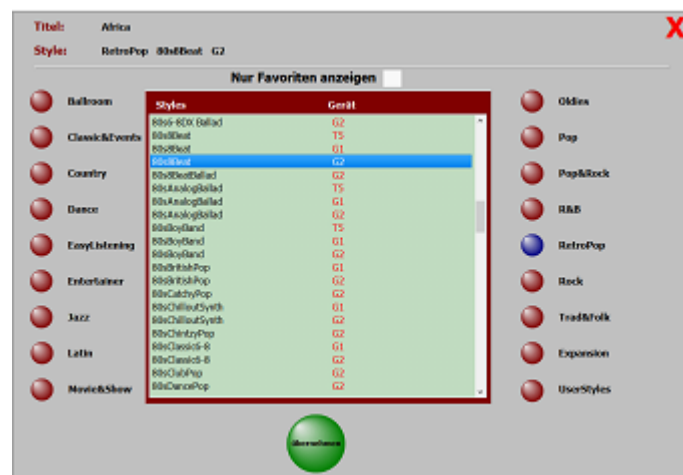 Titel: Africa
X
Style: RetroPop 80s8Beat G2
Nur Favoriten anzeigen
Ballroom
Classic&Events
Country
Dance
EasyListening
Entertainer
Jazz
Latin
Movie&Show
Styles Gerät
80s6-8DX Ballad G2
80s8Beat T5
80s8Beat G1
80s8Beat G2
80s8BeatBallad G2
80sAnalogBallad T5
80sAnalogBallad G1
80sAnalogBallad G2
80sBoyBand T5
80sBoyBand G1
80sBoyBand G2
80sBritishPop G1
80sBritishPop G2
80sCatchyPop G2
80sChilloutSynth G1
80sChilloutSynth G2
80sChintzyPop G2
80sClassic6-8 G1
80sClassic6-8 G2
80sClubPop G2
80sDancePop G2
Oldies
Pop
Pop&Rock
R&B
RetroPop
Rock
Trad&Folk
Expansion
UserStyles
übernehmen